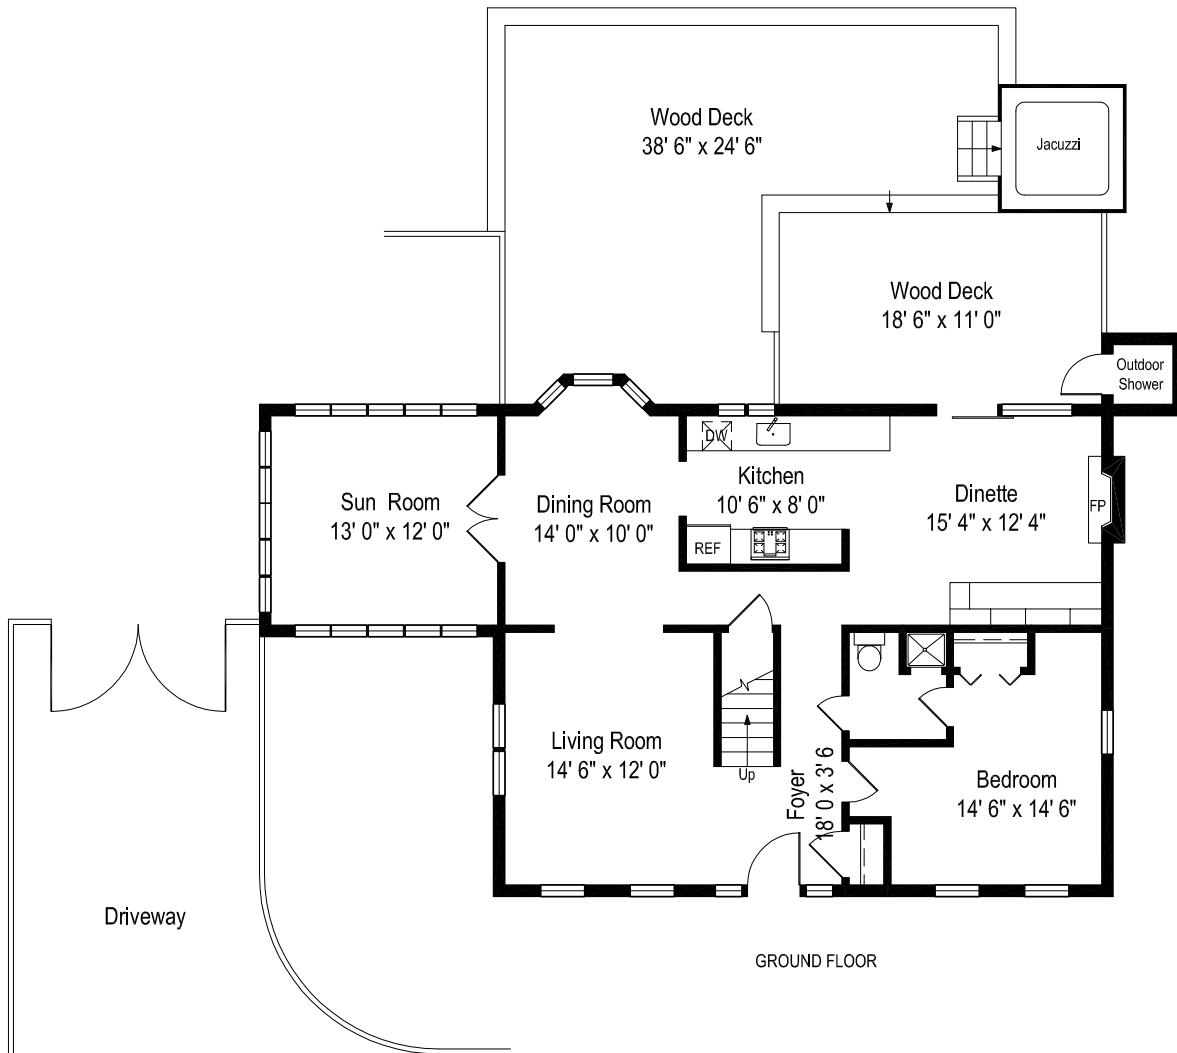 Wood Deck
38' 6" x 24' 6"
Jacuzzi
Wood Deck
18' 6" x 11' 0"
Outdoor
Shower
DW
Kitchen
10' 6" x 8' 0"
Sun Room
13' 0" x 12' 0"
Dining Room
14' 0" x 10' 0"
Dinette
15' 4" x 12' 4"
FP
REF
Living Room
14' 6" x 12' 0"
Up
Foyer
18' 0 x 3' 6
Bedroom
14' 6" x 14' 6"
Driveway
GROUND FLOOR